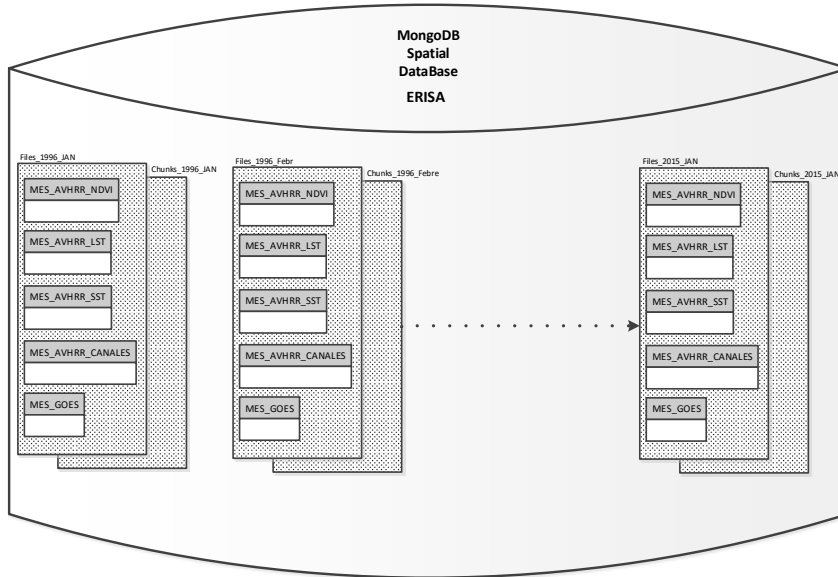 MongoDB
Spatial
DataBase
ERISA
Files_1996_JAN
Chunks_1996_JAN
MES_AVHRR_NDVI
MES_AVHRR_LST
MES_AVHRR_SST
MES_AVHRR_CANALES
MES_GOES
Files_1996_Febr
Chunks_1996_Febre
MES_AVHRR_NDVI
MES_AVHRR_LST
MES_AVHRR_SST
MES_AVHRR_CANALES
MES_GOES
Files_2015_JAN
Chunks_2015_JAN
MES_AVHRR_NDVI
MES_AVHRR_LST
MES_AVHRR_SST
MES_AVHRR_CANALES
MES_GOES